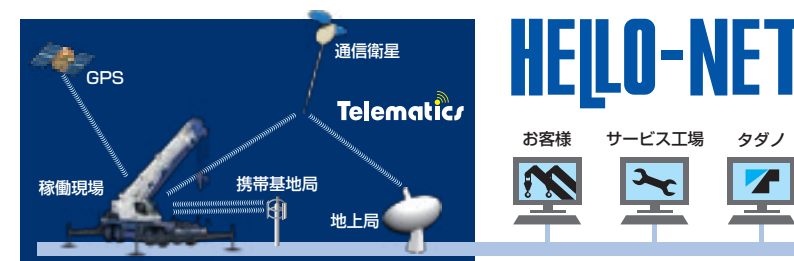 HELLO-NET
通信衛星
GPS
Telematics
お客様 サービス工場 タダノ
稼働現場
携帯基地局
地上局